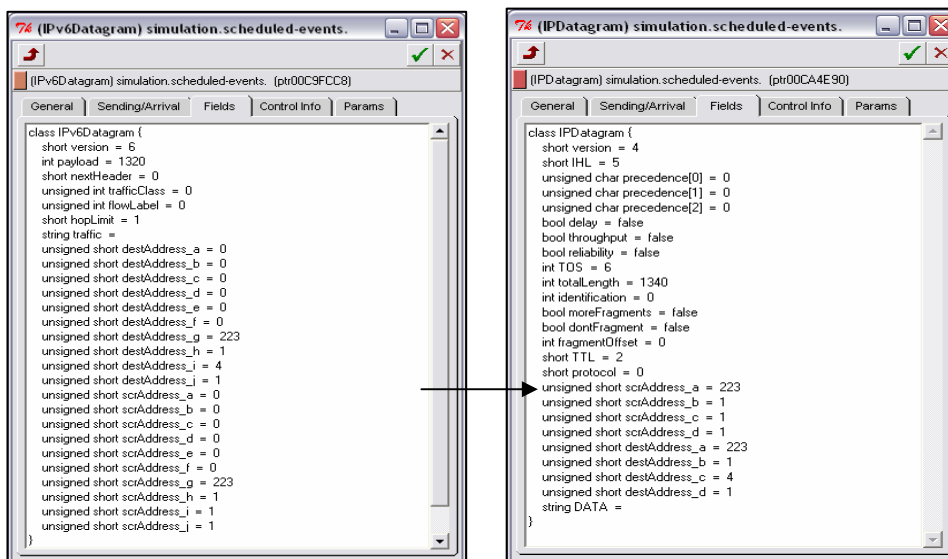 (IPv6Datagram) simulation.scheduled-events.
(IPv6Datagram) simulation.scheduled-events. (ptr00C9FCC8)
General Sending/Arrival Fields Control Info Params
class IPv6Datagram {
short version = 6
int payload = 1320
short nextHeader = 0
unsigned int trafficClass = 0
unsigned int flowLabel = 0
short hopLimit = 1
string traffic =
unsigned short destAddress_a = 0
unsigned short destAddress_b = 0
unsigned short destAddress_c = 0
unsigned short destAddress_d = 0
unsigned short destAddress_e = 0
unsigned short destAddress_f = 0
unsigned short destAddress_g = 223
unsigned short destAddress_h = 1
unsigned short destAddress_i = 4
unsigned short destAddress_j = 1
unsigned short scrAddress_a = 0
unsigned short scrAddress_b = 0
unsigned short scrAddress_c = 0
unsigned short scrAddress_d = 0
unsigned short scrAddress_e = 0
unsigned short scrAddress_f = 0
unsigned short scrAddress_g = 223
unsigned short scrAddress_h = 1
unsigned short scrAddress_i = 1
unsigned short scrAddress_j = 1
}
(IPDatagram) simulation.scheduled-events.
(IPDatagram) simulation.scheduled-events. (ptr00CA4E90)
General Sending/Arrival Fields Control Info Params
class IPDatagram {
short version = 4
short IHL = 5
unsigned char precedence[0] = 0
unsigned char precedence[1] = 0
unsigned char precedence[2] = 0
bool delay = false
bool throughput = false
bool reliability = false
int TOS = 6
int totalLength = 1340
int identification = 0
bool moreFragments = false
bool dontFragment = false
int fragmentOffset = 0
short TTL = 2
short protocol = 0
unsigned short scrAddress_a = 223
unsigned short scrAddress_b = 1
unsigned short scrAddress_c = 1
unsigned short scrAddress_d = 1
unsigned short destAddress_a = 223
unsigned short destAddress_b = 1
unsigned short destAddress_c = 4
unsigned short destAddress_d = 1
string DATA =
}